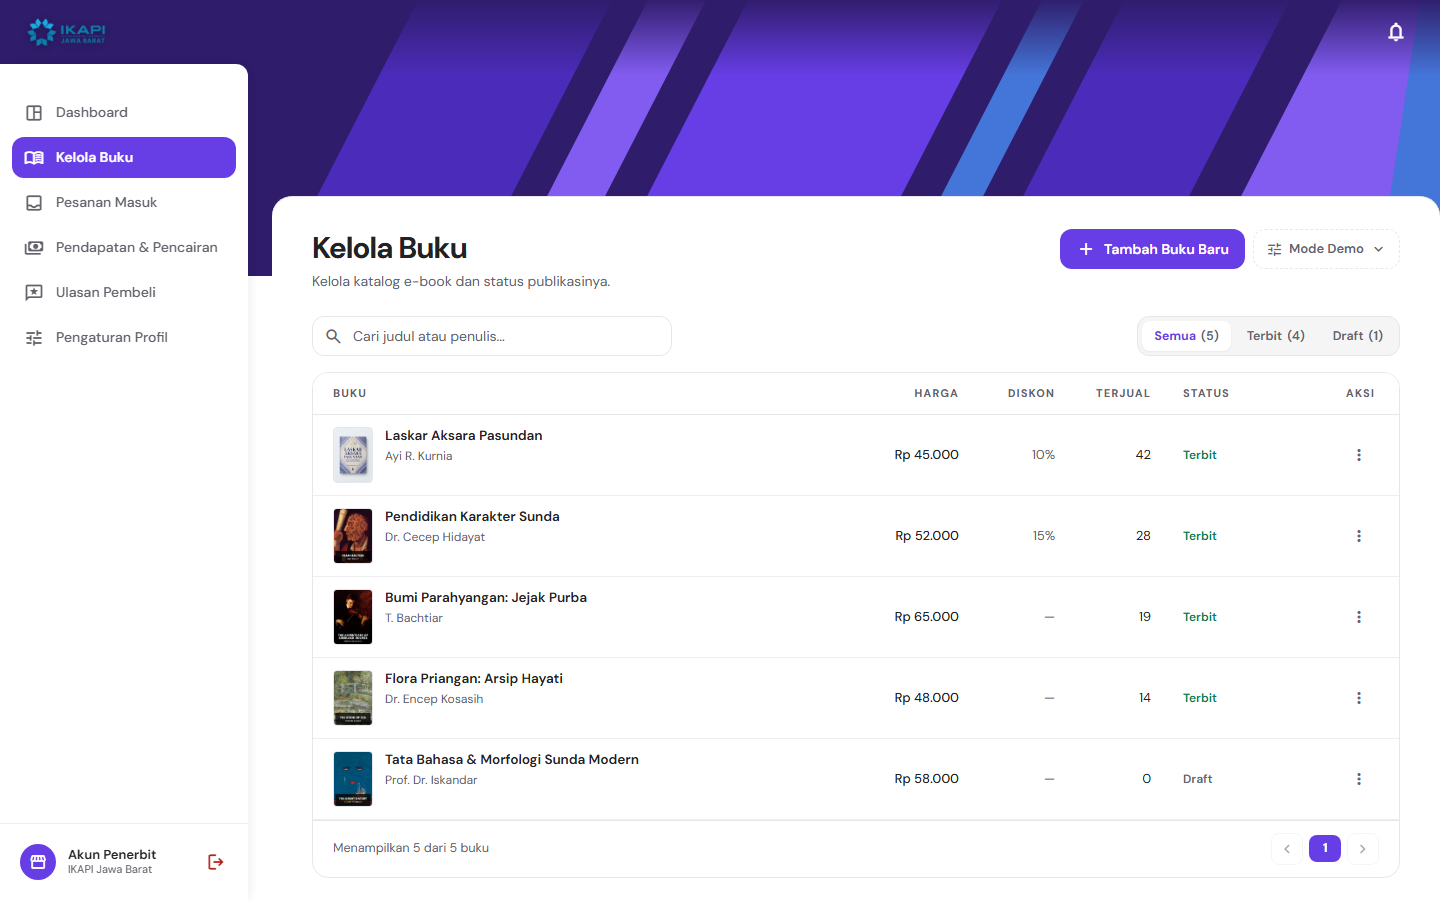 IKAPI
JAWA BARAT
Dashboard
Kelola Buku
Pesanan Masuk
Pendapatan & Pencairan
Ulasan Pembeli
Pengaturan Profil
Akun Penerbit
IKAPI Jawa Barat
Kelola Buku
Kelola katalog e-book dan status publikasinya.
Tambah Buku Baru
Mode Demo
Cari judul atau penulis...
Semua (5) Terbit (4) Draft (1)
BUKU HARGA DISKON TERJUAL STATUS AKSI
LASKAR
AKSARA
PASUNDAN
Laskar Aksara Pasundan
Ayi R. Kurnia
Rp 45.000 10% 42 Terbit
Pendidikan Karakter Sunda
Dr. Cecep Hidayat
Rp 52.000 15% 28 Terbit
Bumi Parahyangan: Jejak Purba
T. Bachtiar
Rp 65.000 — 19 Terbit
Flora Priangan: Arsip Hayati
Dr. Encep Kosasih
Rp 48.000 — 14 Terbit
Tata Bahasa & Morfologi Sunda Modern
Prof. Dr. Iskandar
Rp 58.000 — 0 Draft
Menampilkan 5 dari 5 buku
1